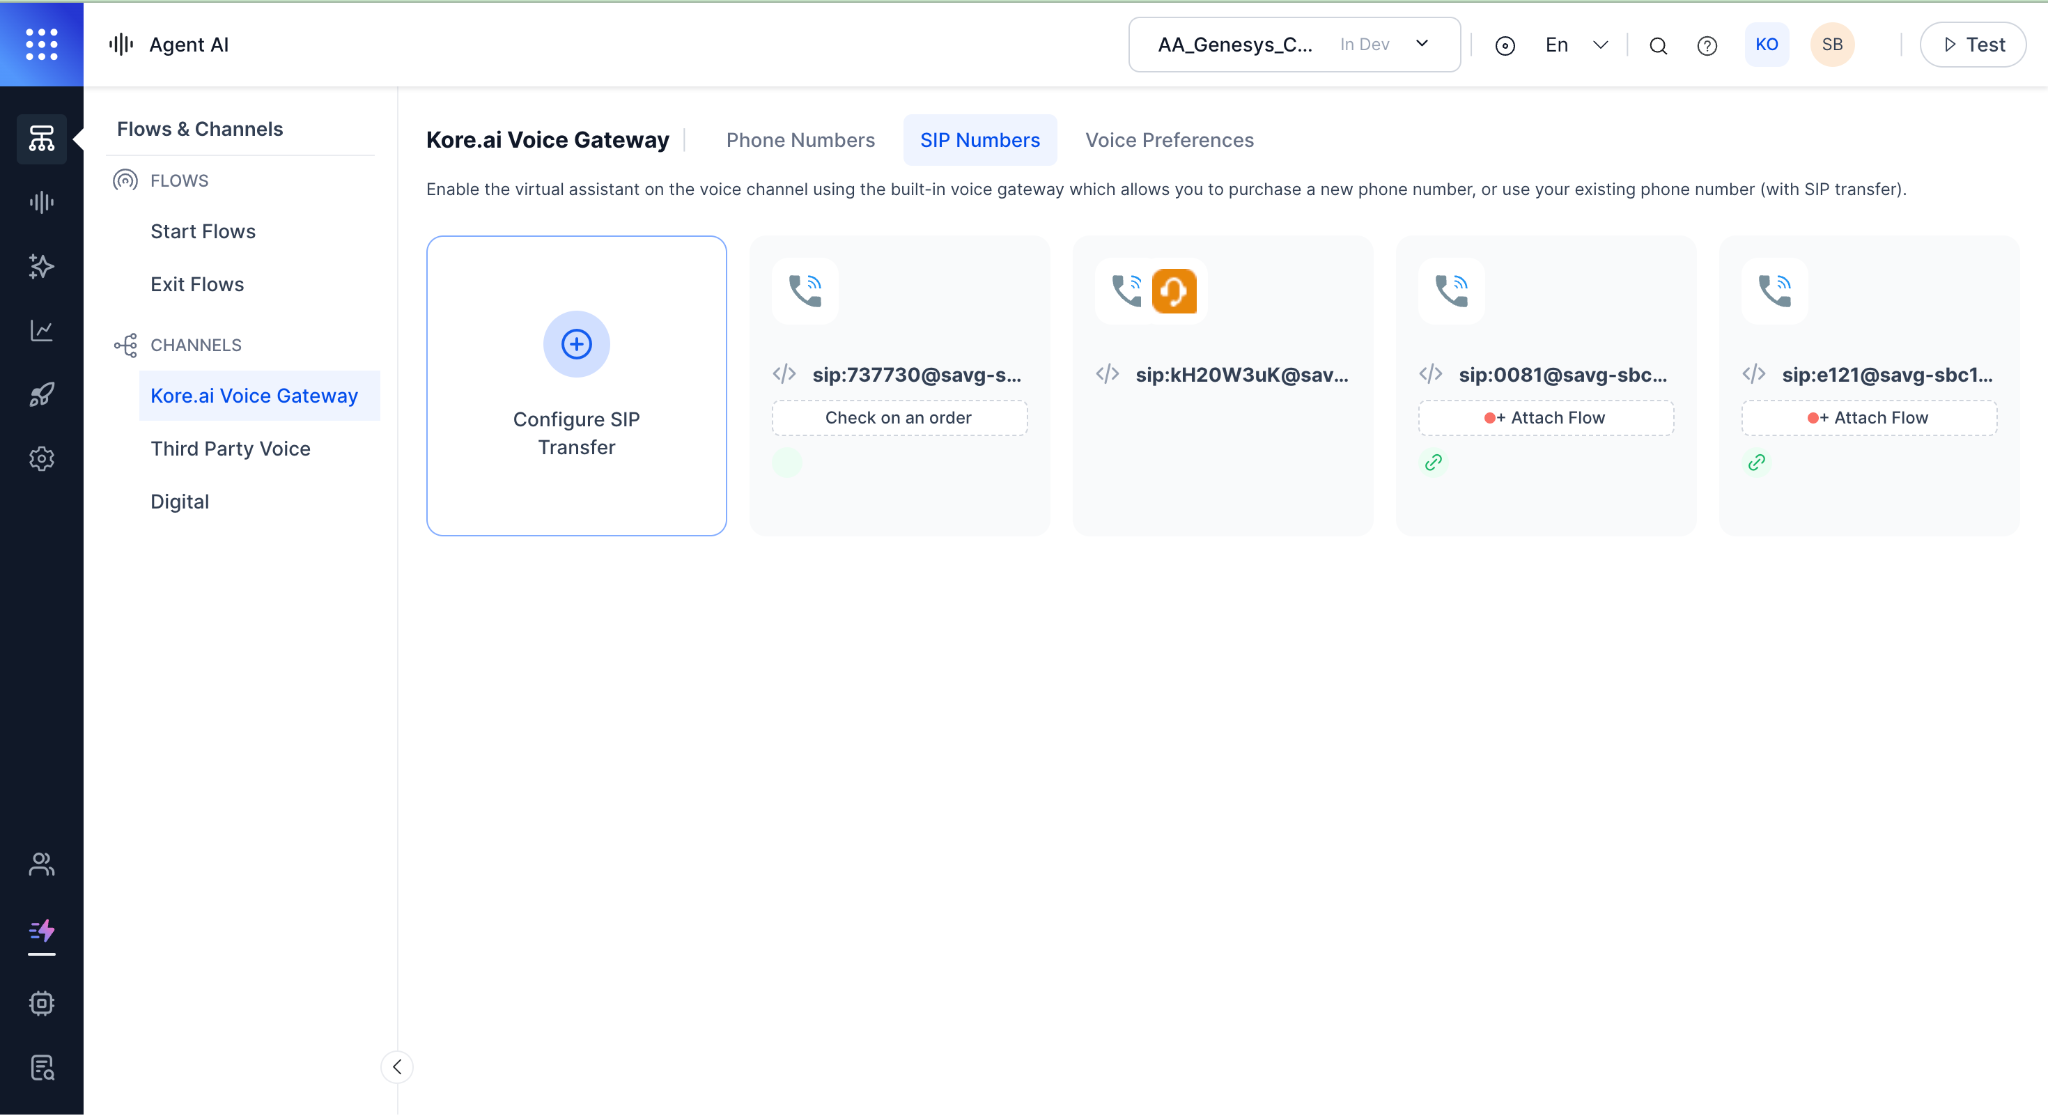 Agent AI
AA_Genesys_C...
In Dev
En
KO
SB
Test
Flows & Channels
FLOWS
Start Flows
Exit Flows
CHANNELS
Kore.ai Voice Gateway
Third Party Voice
Digital
Kore.ai Voice Gateway
Phone Numbers
SIP Numbers
Voice Preferences
Enable the virtual assistant on the voice channel using the built-in voice gateway which allows you to purchase a new phone number, or use your existing phone number (with SIP transfer).
Configure SIP
Transfer
sip:737730@savg-s...
Check on an order
sip:kH20W3uK@sav...
sip:0081@savg-sbc...
+ Attach Flow
sip:e121@savg-sbc1...
+ Attach Flow